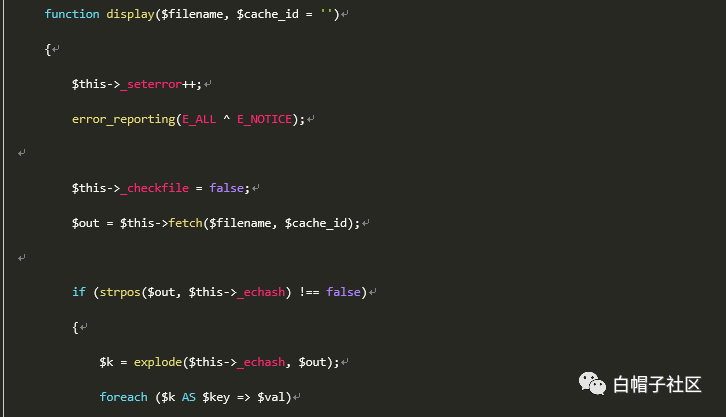 function display($filename, $cache_id = '')↵
{↵
$this->_seterror++;↵
error_reporting(E_ALL ^ E_NOTICE);↵
↵
$this->_checkfile = false;↵
$out = $this->fetch($filename, $cache_id);↵
↵
if (strpos($out, $this->_echash) !== false)↵
{↵
$k = explode($this->_echash, $out);↵
foreach ($k AS $key => $val)↵
白帽子社区